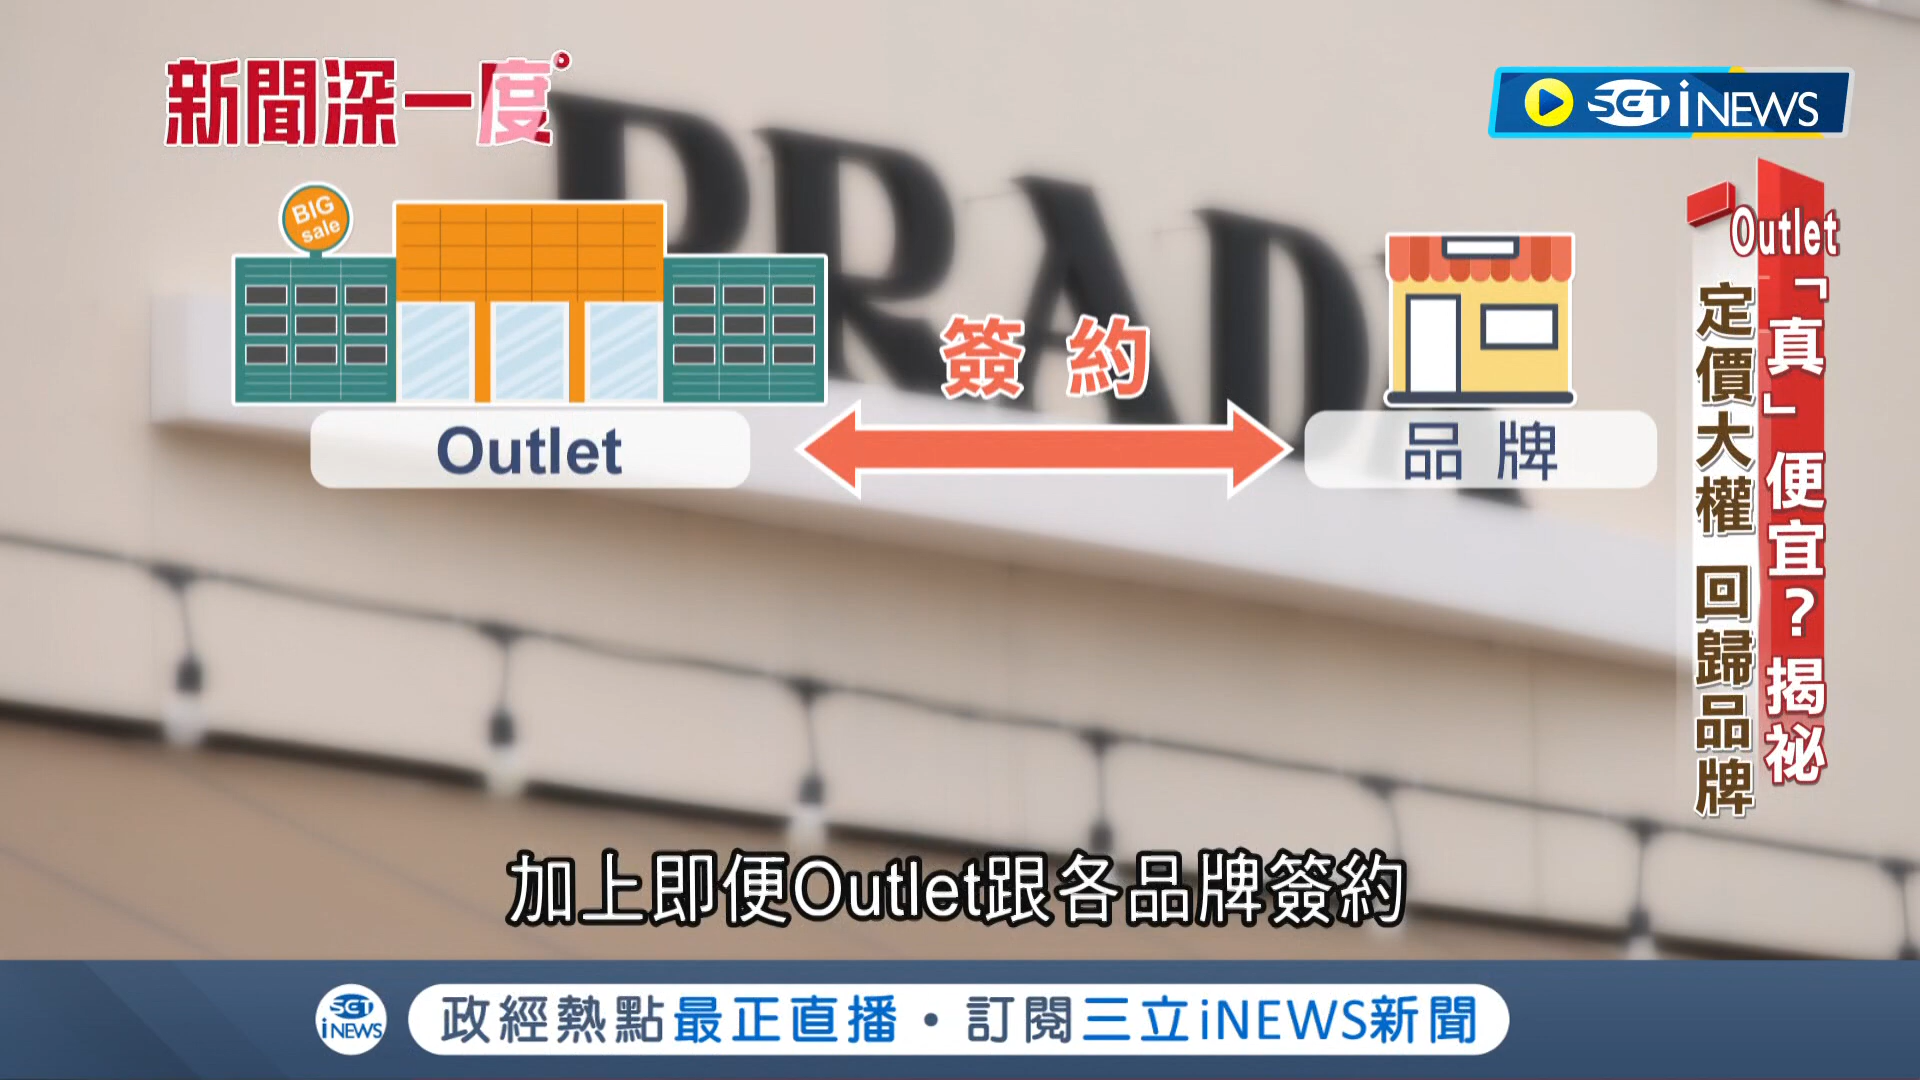 新聞深一度
SET iNEWS
PRADA
BIG
sale
簽約
Outlet
品牌
Outlet「真」便宜？揭祕
定價大權 回歸品牌
加上即便Outlet跟各品牌簽約
SET iNEWS
政經熱點最正直播・訂閱三立iNEWS新聞